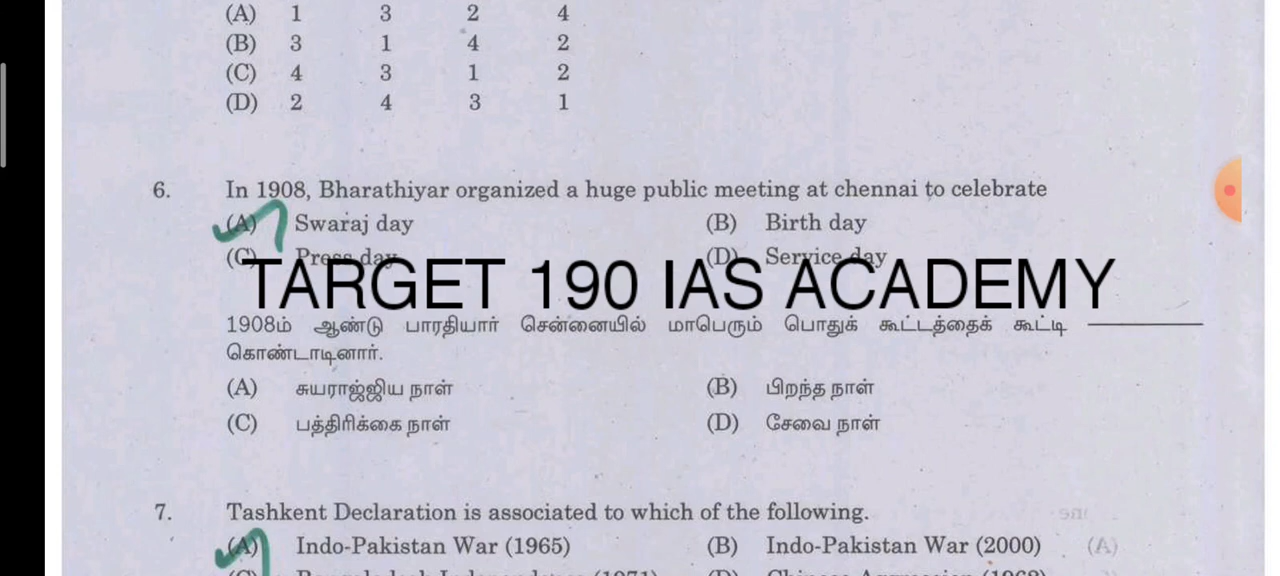 (A) 1 3 2 4
(B) 3 1 4 2
(C) 4 3 1 2
(D) 2 4 3 1
6. In 1908, Bharathiyar organized a huge public meeting at chennai to celebrate
(A) Swaraj day (B) Birth day
(C) Press day (D) Service day
TARGET 190 IAS ACADEMY
1908ம் ஆண்டு பாரதியார் சென்னையில் மாபெரும் பொதுக் கூட்டத்தைக் கூட்டி ————
கொண்டாடினார்.
(A) சுயராஜ்ஜிய நாள் (B) பிறந்த நாள்
(C) பத்திரிக்கை நாள் (D) சேவை நாள்
7. Tashkent Declaration is associated to which of the following.
(A) Indo-Pakistan War (1965) (B) Indo-Pakistan War (2000) (A)